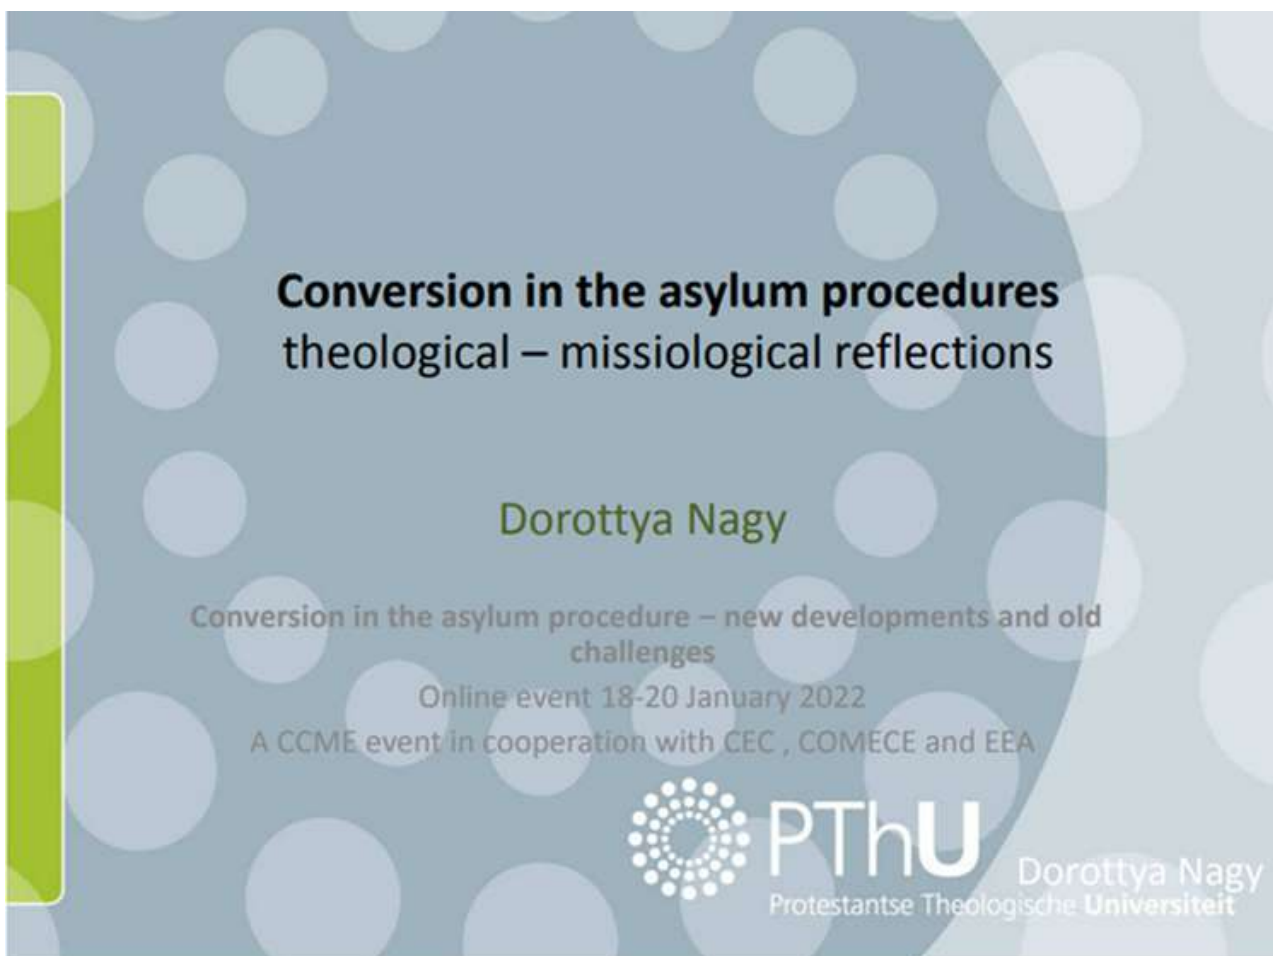 Conversion in the asylum procedures
theological – missiological reflections
Dorottya Nagy
Conversion in the asylum procedure – new developments and old
challenges
Online event 18-20 January 2022
A CCME event in cooperation with CEC , COMECE and EEA
PThU
Dorottya Nagy
Protestantse Theologische Universiteit